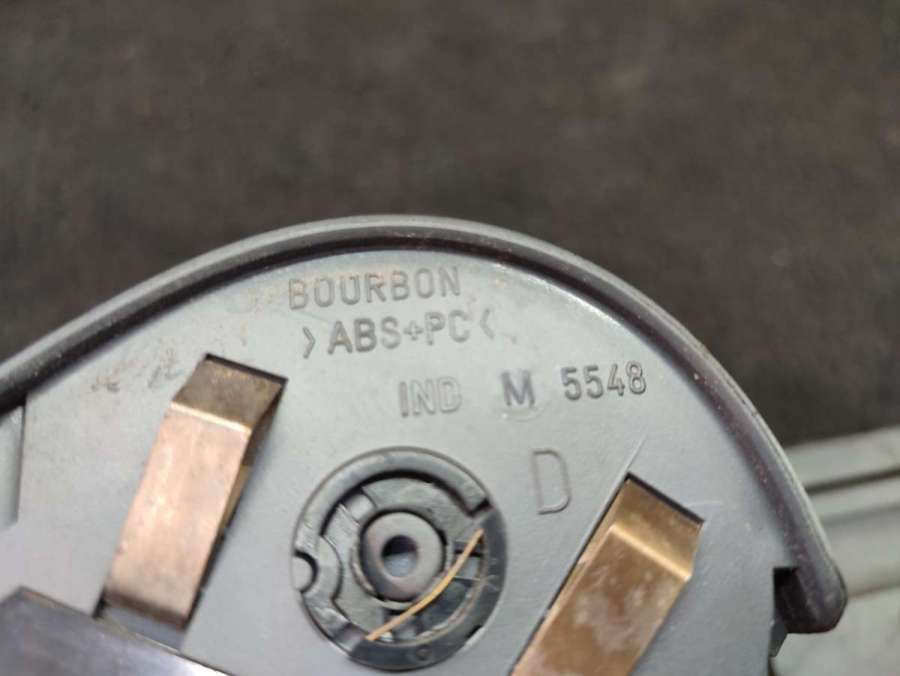 BOURBON
>ABS+PC<
IND M 5548
D